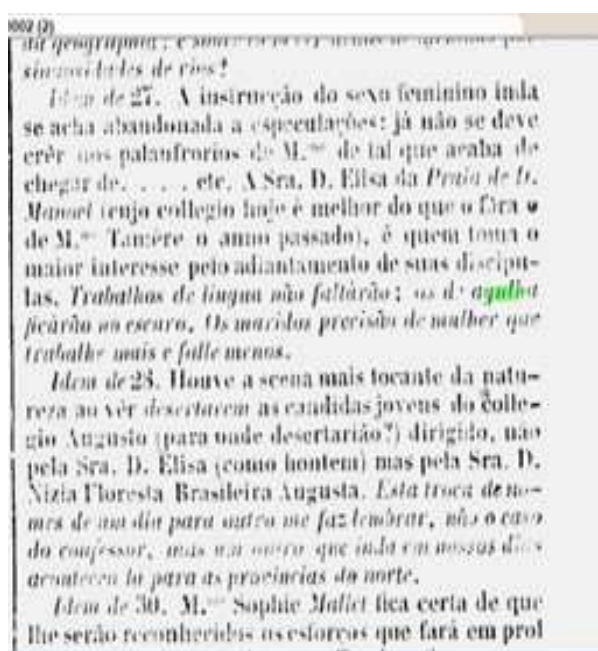 0002 (2)
da geographia; e
sinuosidades de rios!
Idem de 27. A instrucção do sexo feminino inda
se acha abandonada a especulações: já não se deve
crêr nos palanfrorios de M.me de tal que acaba de
chegar de. . . . etc. A Sra. D. Elisa da Praia de D.
Manoel (cujo collegio hoje é melhor do que o fôra o
de M.me Tanière o anno passado), é quem toma o
maior interesse pelo adiantamento de suas discipu-
las. Trabalhos de lingua não faltárão; os de agulha
ficárão no escuro. Os maridos precisão de mulher que
trabalhe mais e falle menos.
Idem de 28. Houve a scena mais tocante da natu-
reza ao vêr desertarem as candidas jovens do colle-
gio Augusto (para onde desertarião?) dirigido, não
pela Sra. D. Elisa (como hontem) mas pela Sra. D.
Nizia Floresta Brasileira Augusta. Esta troca de no-
mes de um dia para outro me faz lembrar, não o caso
do confessor, mas um outro que inda em nossos dias
aconteceu la para as provincias do norte.
Idem de 30. M.me Sophie Mallet fica certa de que
lhe serão reconhecidos os esforços que fará em prol